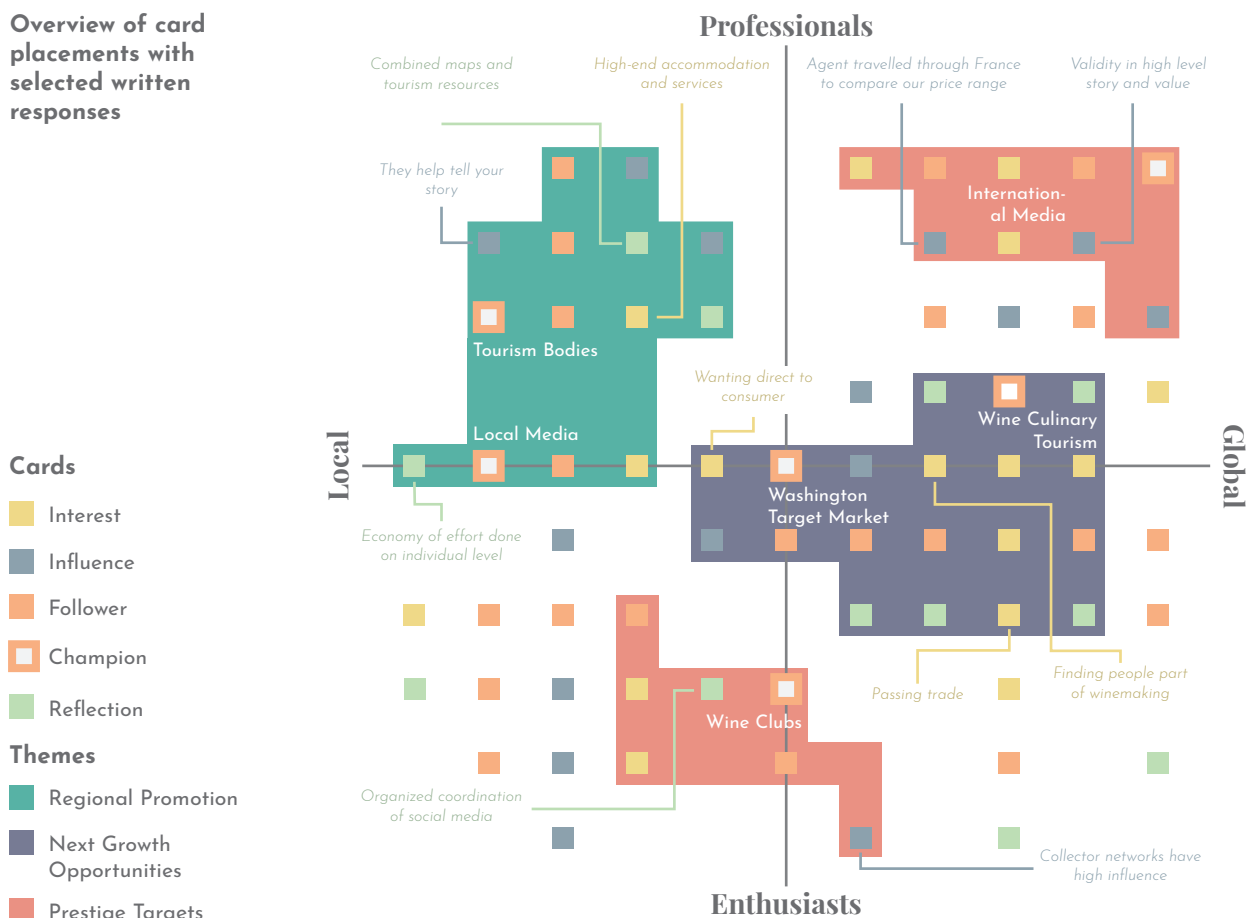 Overview of card
placements with
selected written
responses
Professionals
Combined maps and
tourism resources
High-end accommodation
and services
Agent travelled through France
to compare our price range
Validity in high level
story and value
They help tell your
story
Internation-
al Media
Tourism Bodies
Wanting direct to
consumer
Local Media
Wine Culinary
Tourism
Local
Global
Washington
Target Market
Economy of effort done
on individual level
Cards
Interest
Influence
Follower
Champion
Reflection
Passing trade
Finding people part
of winemaking
Wine Clubs
Themes
Regional Promotion
Next Growth
Opportunities
Prestige Targets
Organized coordination
of social media
Collector networks have
high influence
Enthusiasts